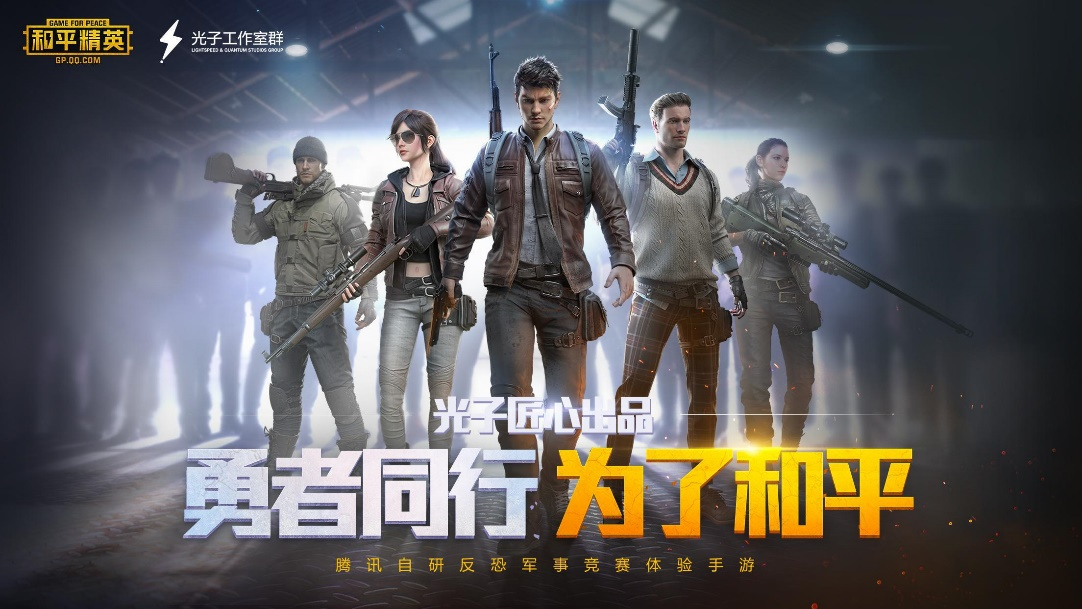 GAME FOR PEACE
和平精英
GP.QQ.COM
光子工作室群
LIGHTSPEED & QUANTUM STUDIOS GROUP
光子匠心出品
勇者同行 为了和平
腾讯自研反恐军事竞赛体验手游